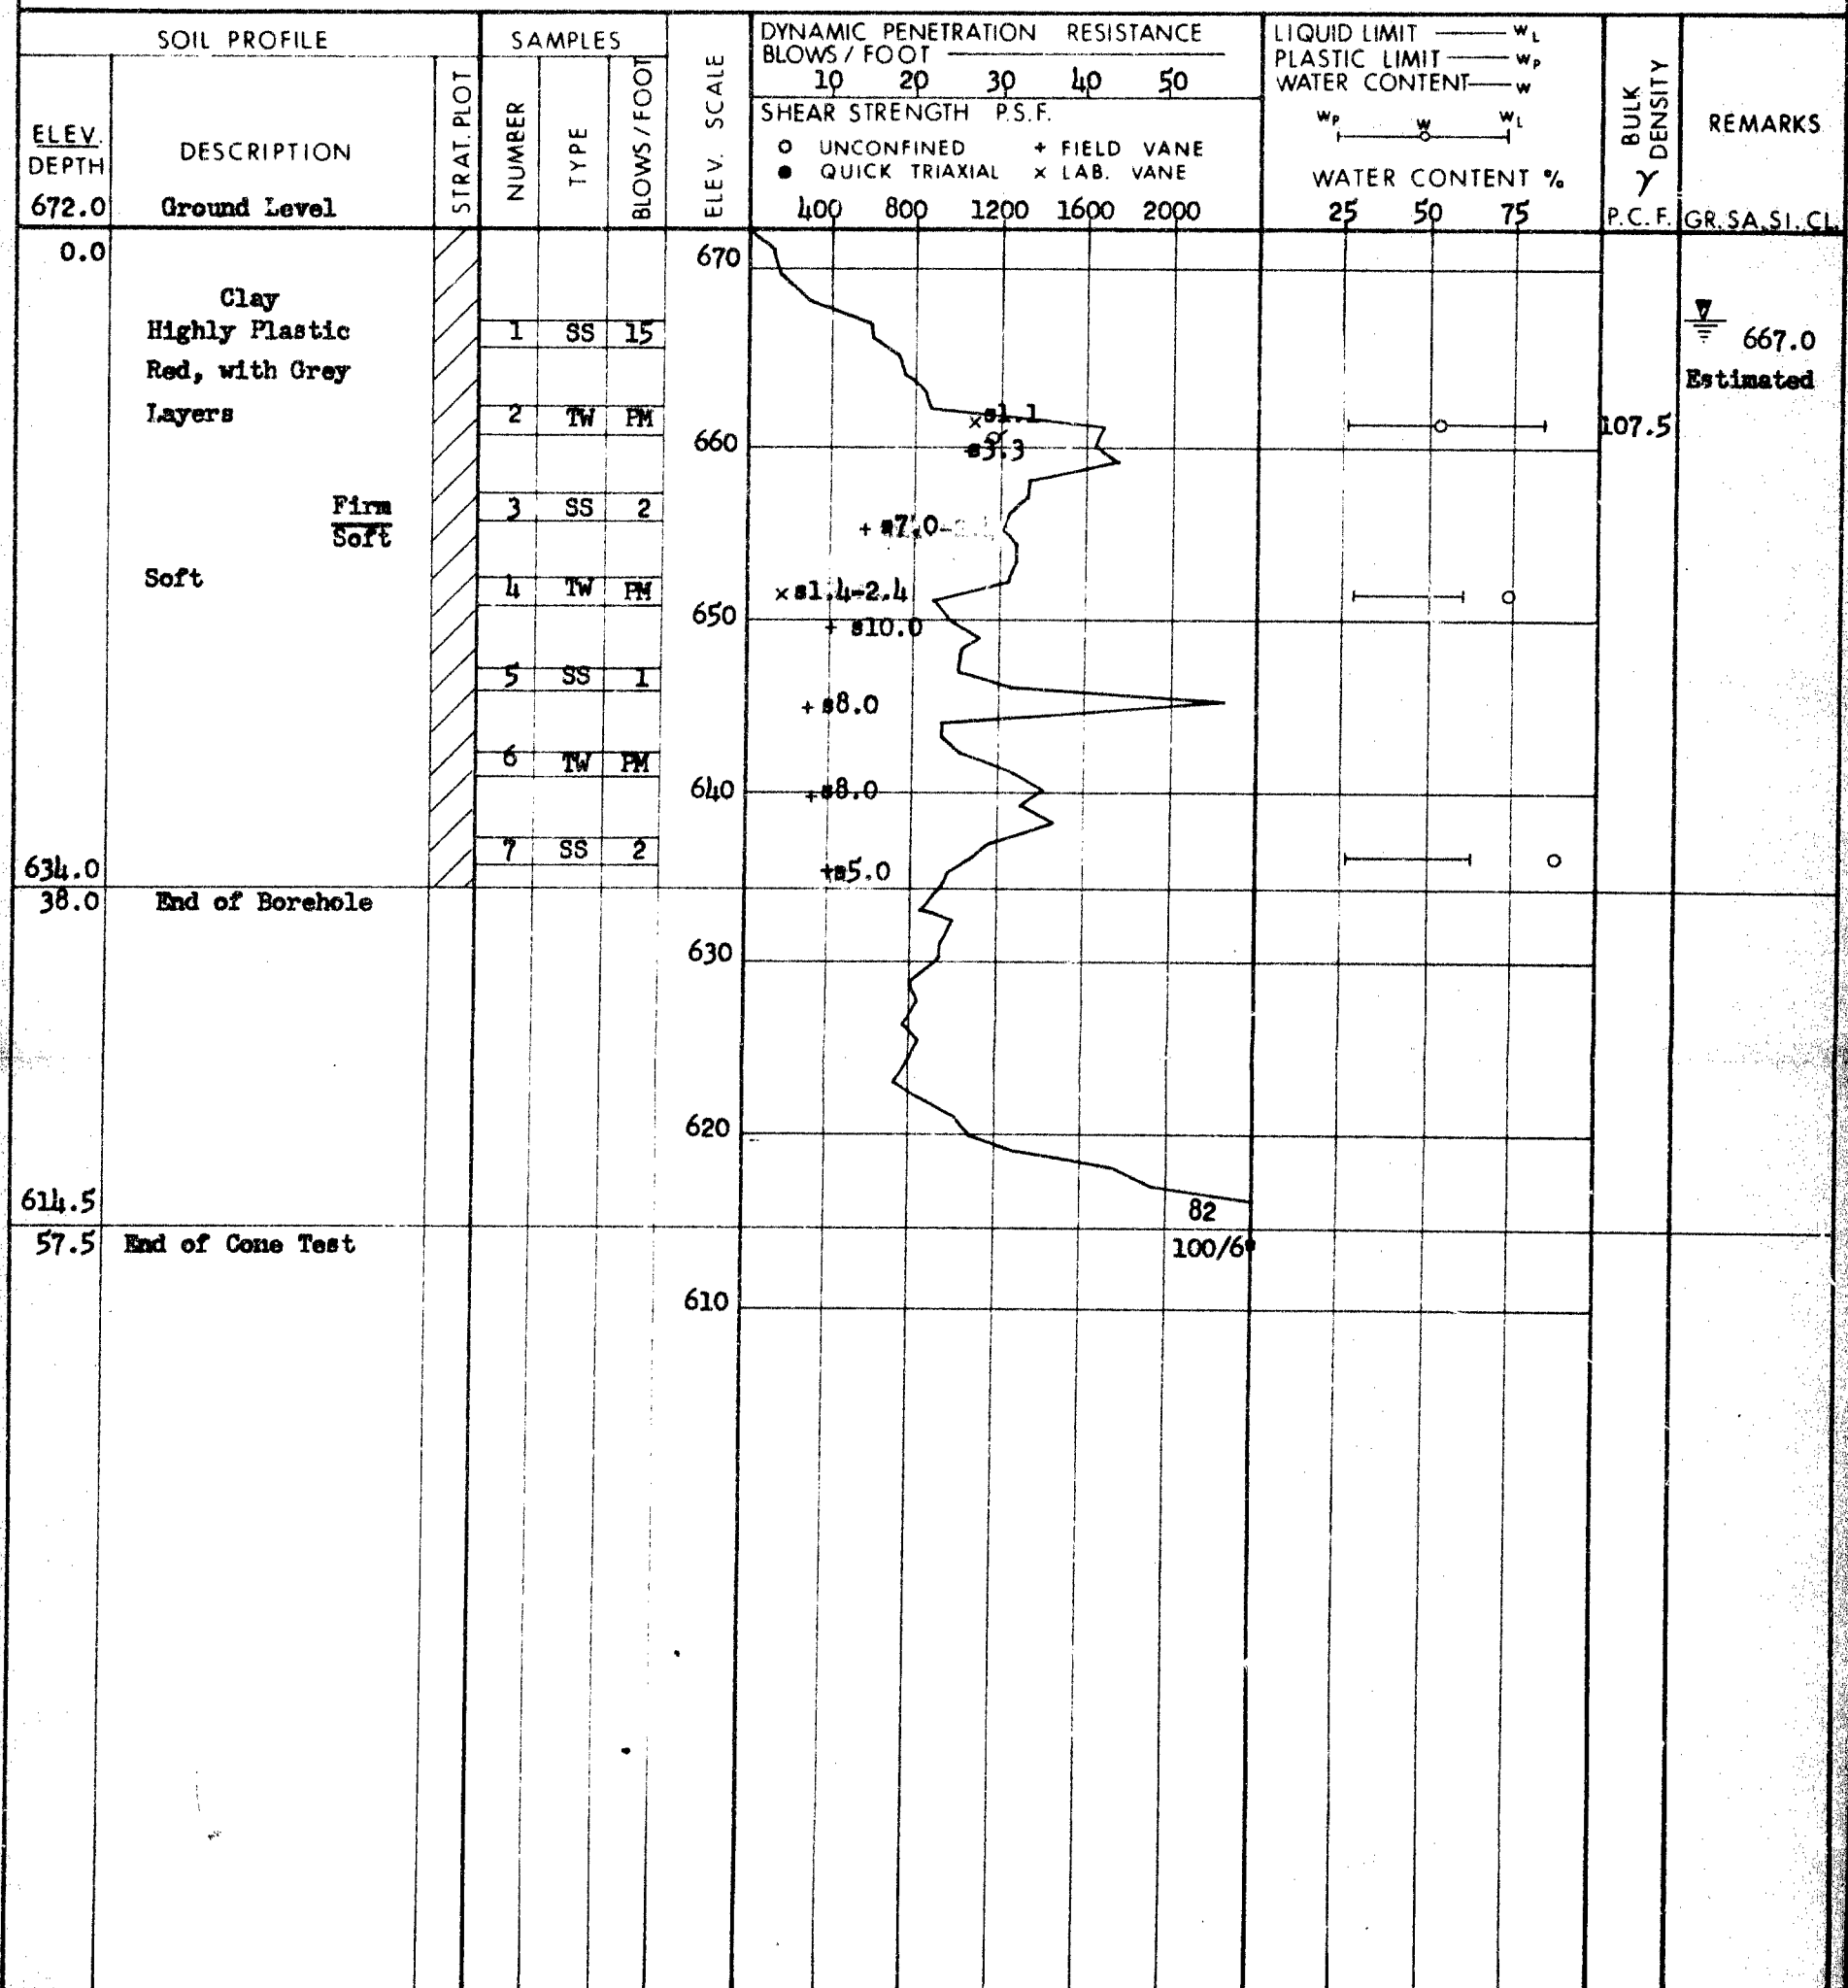 SOIL PROFILE
SAMPLES
DYNAMIC PENETRATION RESISTANCE
BLOWS / FOOT
10 20 30 40 50
SHEAR STRENGTH P.S.F.
o UNCONFINED + FIELD VANE
● QUICK TRIAXIAL × LAB. VANE
400 800 1200 1600 2000
LIQUID LIMIT —— WL
PLASTIC LIMIT —— WP
WATER CONTENT — W
WP W WL
WATER CONTENT %
25 50 75
BULK DENSITY
γ
P.C.F.
REMARKS
GR. SA. SI. CL.
ELEV.
DEPTH
DESCRIPTION
STRAT. PLOT
NUMBER
TYPE
BLOWS / FOOT
ELEV. SCALE
672.0 Ground Level
0.0
670
Clay
Highly Plastic
1 SS 15
667.0
Red, with Grey
Estimated
Layers
2 TW PM
× s1.1
107.5
660
s3.3
Firm
Soft
3 SS 2
+ s7.0-
Soft
4 TW PM
× s1.4-2.4
650
+ s10.0
5 SS 1
+ s8.0
6 TW PM
640
+s8.0
7 SS 2
634.0
+s5.0
38.0 End of Borehole
630
620
614.5
82
57.5 End of Cone Test
100/6"
610